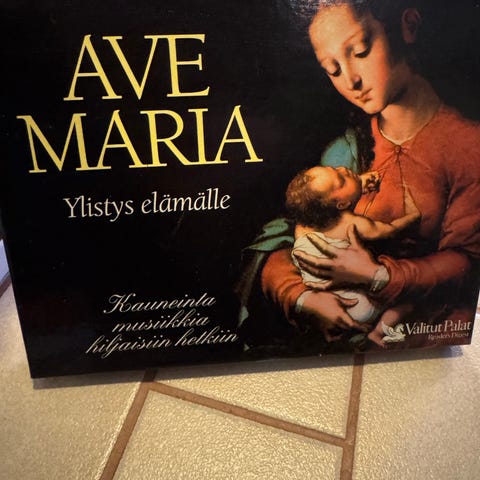 AVE
MARIA
Ylistys elämälle
Kauneinta
musiikkia
hiljaisiin hetkiin
Valitut Palat
Reader's Digest